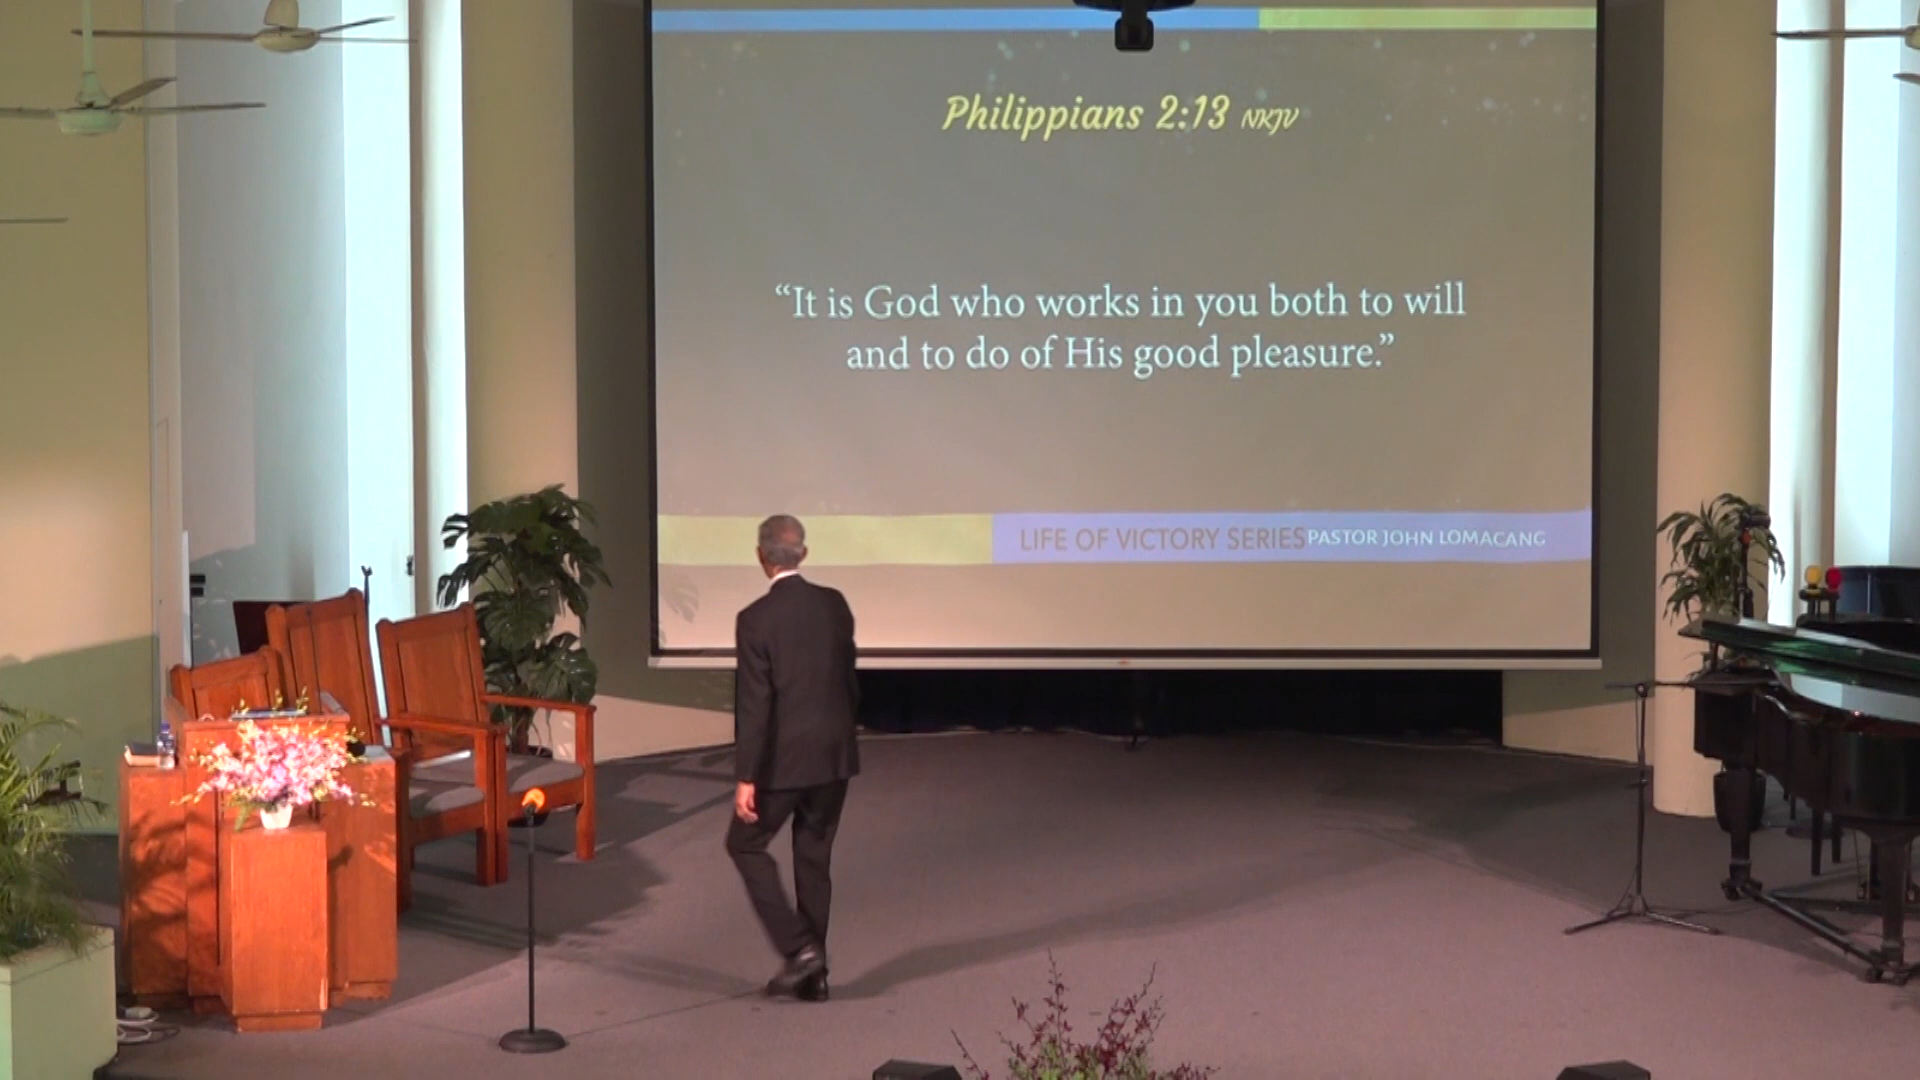 Philippians 2:13 NKJV
“It is God who works in you both to will
and to do of His good pleasure.”
LIFE OF VICTORY SERIES PASTOR JOHN LOMACANG